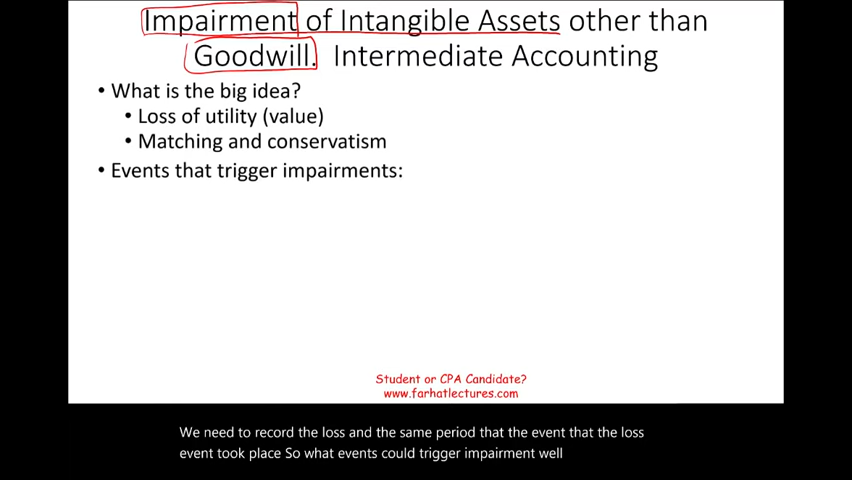 Impairment of Intangible Assets other than
Goodwill. Intermediate Accounting
• What is the big idea?
• Loss of utility (value)
• Matching and conservatism
• Events that trigger impairments:
Student or CPA Candidate?
www.farhatlectures.com
We need to record the loss and the same period that the event that the loss
event took place So what events could trigger impairment well